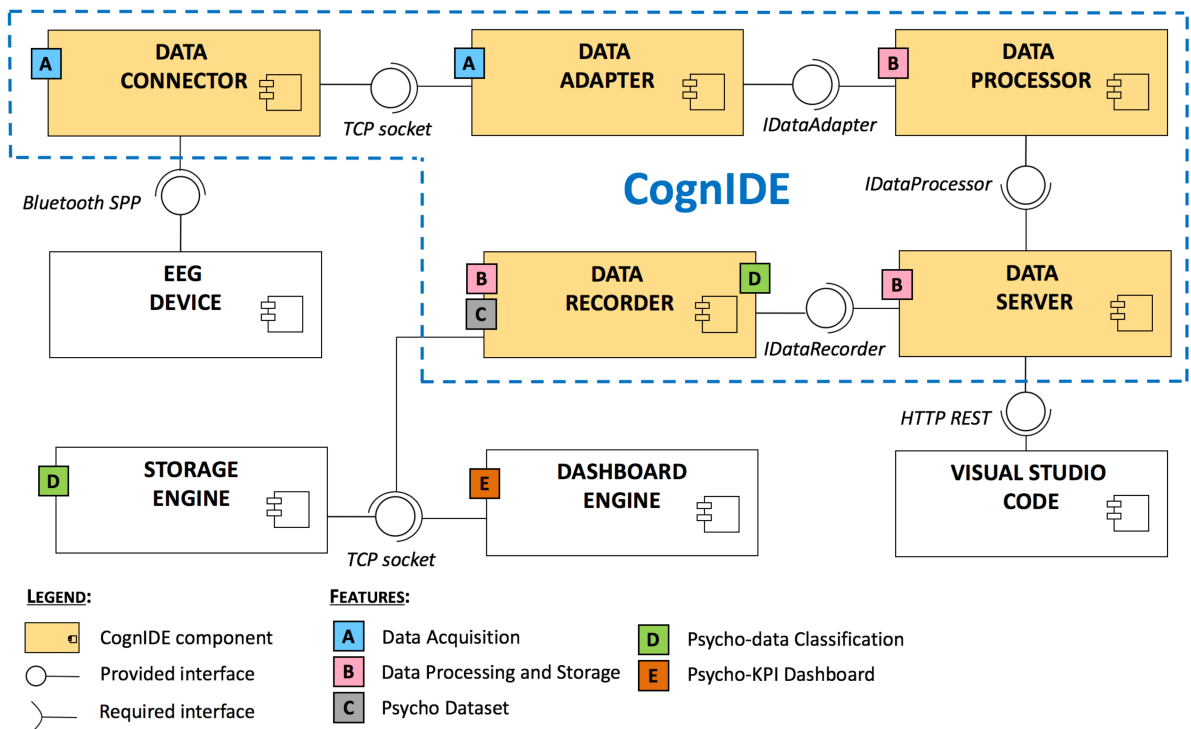 A
DATA
CONNECTOR
TCP socket
A
DATA
ADAPTER
IDataAdapter
B
DATA
PROCESSOR
Bluetooth SPP
CognIDE
IDataProcessor
EEG
DEVICE
B
C
DATA
RECORDER
D
IDataRecorder
B
DATA
SERVER
HTTP REST
D
STORAGE
ENGINE
TCP socket
E
DASHBOARD
ENGINE
VISUAL STUDIO
CODE
LEGEND:
CognIDE component
Provided interface
Required interface
FEATURES:
A Data Acquisition
B Data Processing and Storage
C Psycho Dataset
D Psycho-data Classification
E Psycho-KPI Dashboard